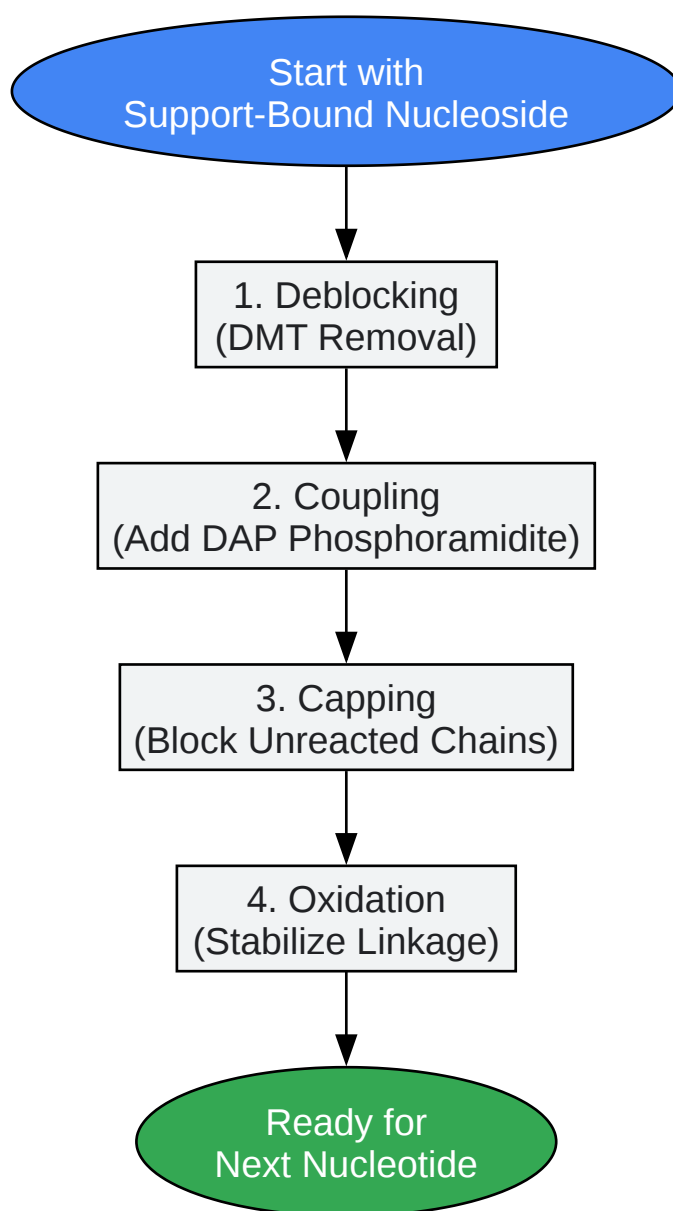 Start with
Support-Bound Nucleoside
1. Deblocking
(DMT Removal)
2. Coupling
(Add DAP Phosphoramidite)
3. Capping
(Block Unreacted Chains)
4. Oxidation
(Stabilize Linkage)
Ready for
Next Nucleotide